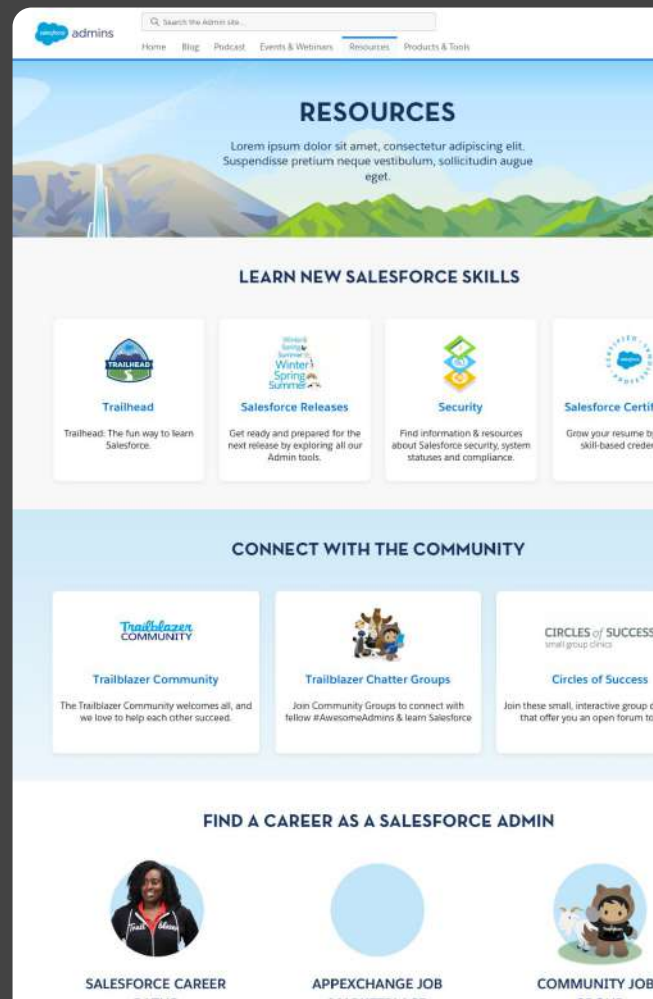 salesforce admins
Search the Admin site...
Home Blog Podcast Events & Webinars Resources Products & Tools
RESOURCES
Lorem ipsum dolor sit amet, consectetur adipiscing elit.
Suspendisse pretium neque vestibulum, sollicitudin augue
eget.
LEARN NEW SALESFORCE SKILLS
TRAILHEAD
Trailhead
Trailhead: The fun way to learn
Salesforce.
Winter
Spring
Summer
Winter
Spring
Summer
Salesforce Releases
Get ready and prepared for the
next release by exploring all our
Admin tools.
Security
Find information & resources
about Salesforce security, system
statuses and compliance.
salesforce
Salesforce Certif
Grow your resume by
skill-based creden
CONNECT WITH THE COMMUNITY
Trailblazer
COMMUNITY
Trailblazer Community
The Trailblazer Community welcomes all, and
we love to help each other succeed.
Trailblazer Chatter Groups
Join Community Groups to connect with
fellow #AwesomeAdmins & learn Salesforce
CIRCLES of SUCCESS
small group clinics
Circles of Success
Join these small, interactive group
that offer you an open forum to
FIND A CAREER AS A SALESFORCE ADMIN
SALESFORCE CAREER
APPEXCHANGE JOB
COMMUNITY JOB